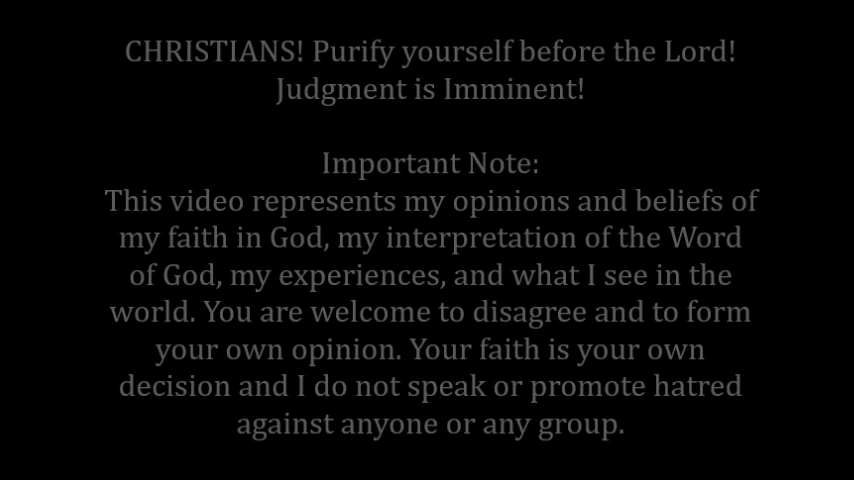 CHRISTIANS! Purify yourself before the Lord!
Judgment is Imminent!
Important Note:
This video represents my opinions and beliefs of
my faith in God, my interpretation of the Word
of God, my experiences, and what I see in the
world. You are welcome to disagree and to form
your own opinion. Your faith is your own
decision and I do not speak or promote hatred
against anyone or any group.